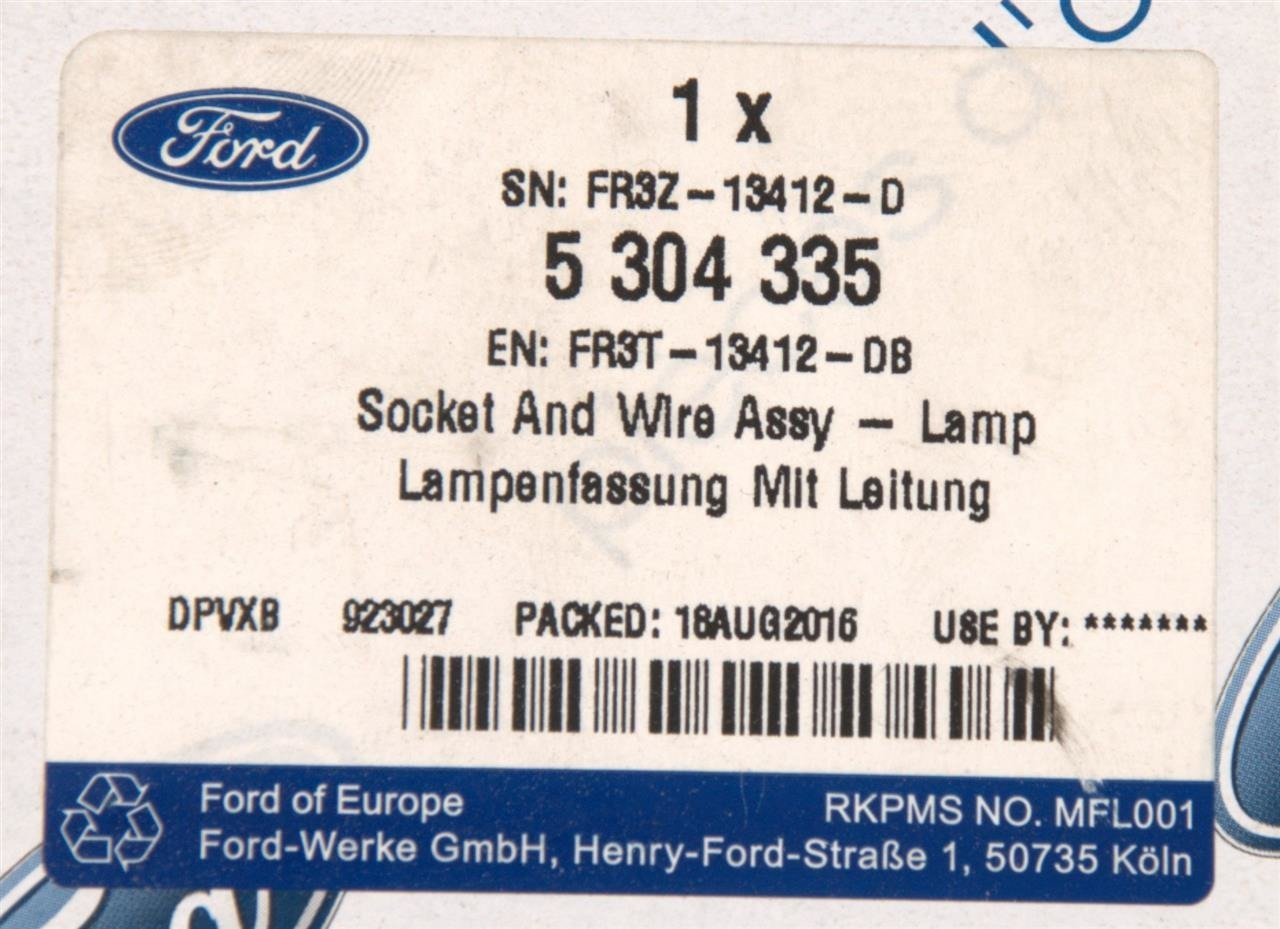 Ford
1 x
SN: FR3Z-13412-D
5 304 335
EN: FR3T-13412-DB
Socket And Wire Assy - Lamp
Lampenfassung Mit Leitung
DPVXB 923027 PACKED: 18AUG2016 USE BY: *******
Ford of Europe RKPMS NO. MFL001
Ford-Werke GmbH, Henry-Ford-Straße 1, 50735 Köln